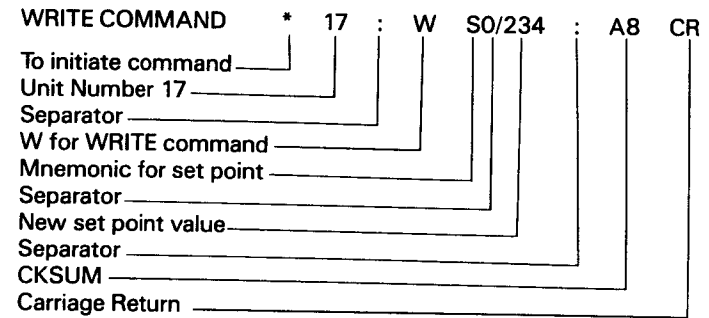 WRITE COMMAND * 17 : W S0/234 : A8 CR
To initiate command
Unit Number 17
Separator
W for WRITE command
Mnemonic for set point
Separator
New set point value
Separator
CKSUM
Carriage Return